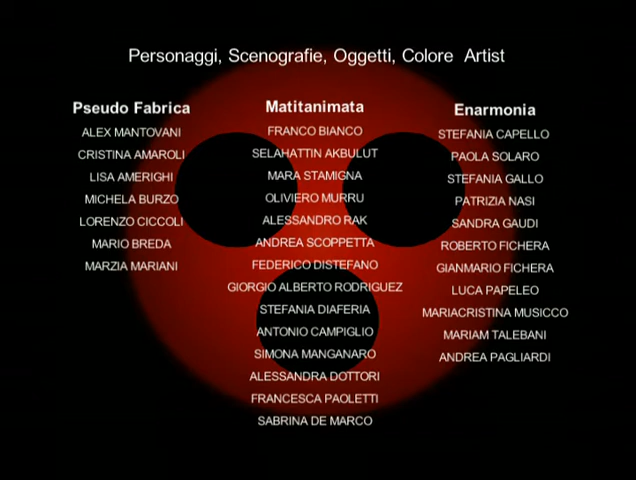 Personaggi, Scenografie, Oggetti, Colore Artist
Pseudo Fabrica
ALEX MANTOVANI
CRISTINA AMAROLI
LISA AMERIGHI
MICHELA BURZO
LORENZO CICCOLI
MARIO BREDA
MARZIA MARIANI
Matitanimata
FRANCO BIANCO
SELAHATTIN AKBULUT
MARA STAMIGNA
OLIVIERO MURRU
ALESSANDRO RAK
ANDREA SCOPPETTA
FEDERICO DISTEFANO
GIORGIO ALBERTO RODRIGUEZ
STEFANIA DIAFERIA
ANTONIO CAMPIGLIO
SIMONA MANGANARO
ALESSANDRA DOTTORI
FRANCESCA PAOLETTI
SABRINA DE MARCO
Enarmonia
STEFANIA CAPELLO
PAOLA SOLARO
STEFANIA GALLO
PATRIZIA NASI
SANDRA GAUDI
ROBERTO FICHERA
GIANMARIO FICHERA
LUCA PAPELEO
MARIACRISTINA MUSICCO
MARIAM TALEBANI
ANDREA PAGLIARDI